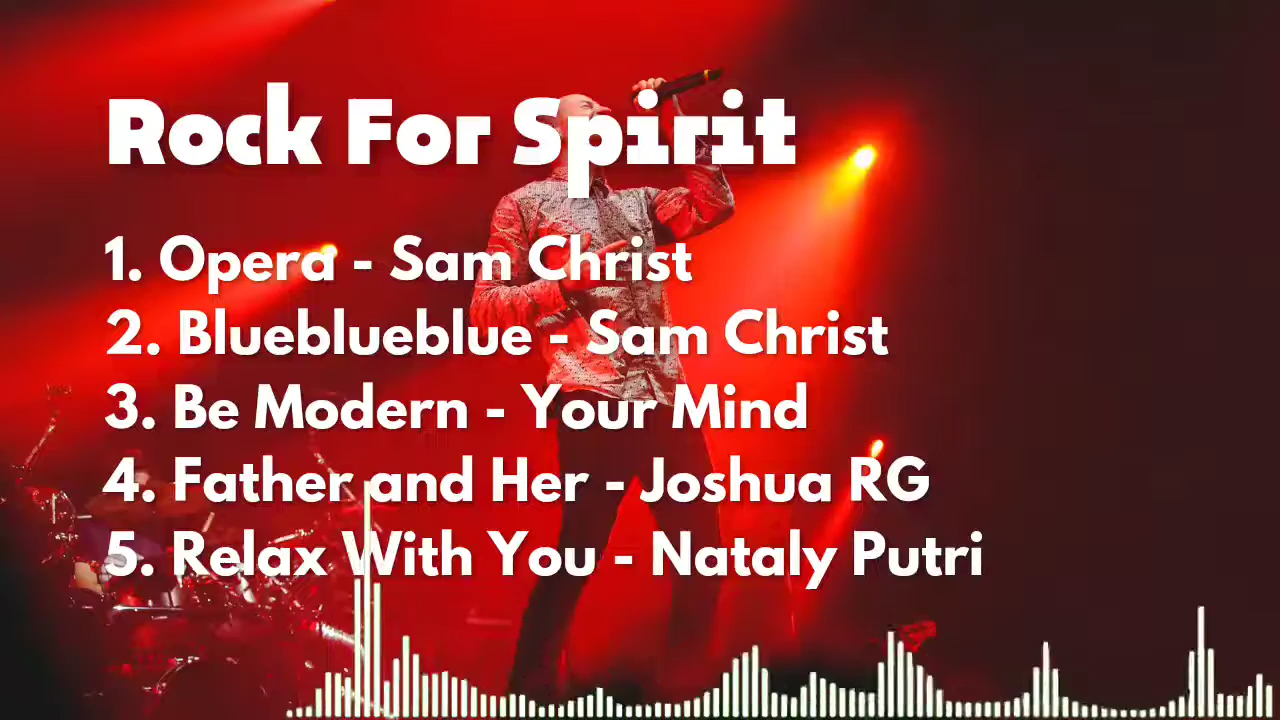 Rock For Spirit
1. Opera - Sam Christ
2. Blueblueblue - Sam Christ
3. Be Modern - Your Mind
4. Father and Her - Joshua RG
5. Relax With You - Nataly Putri